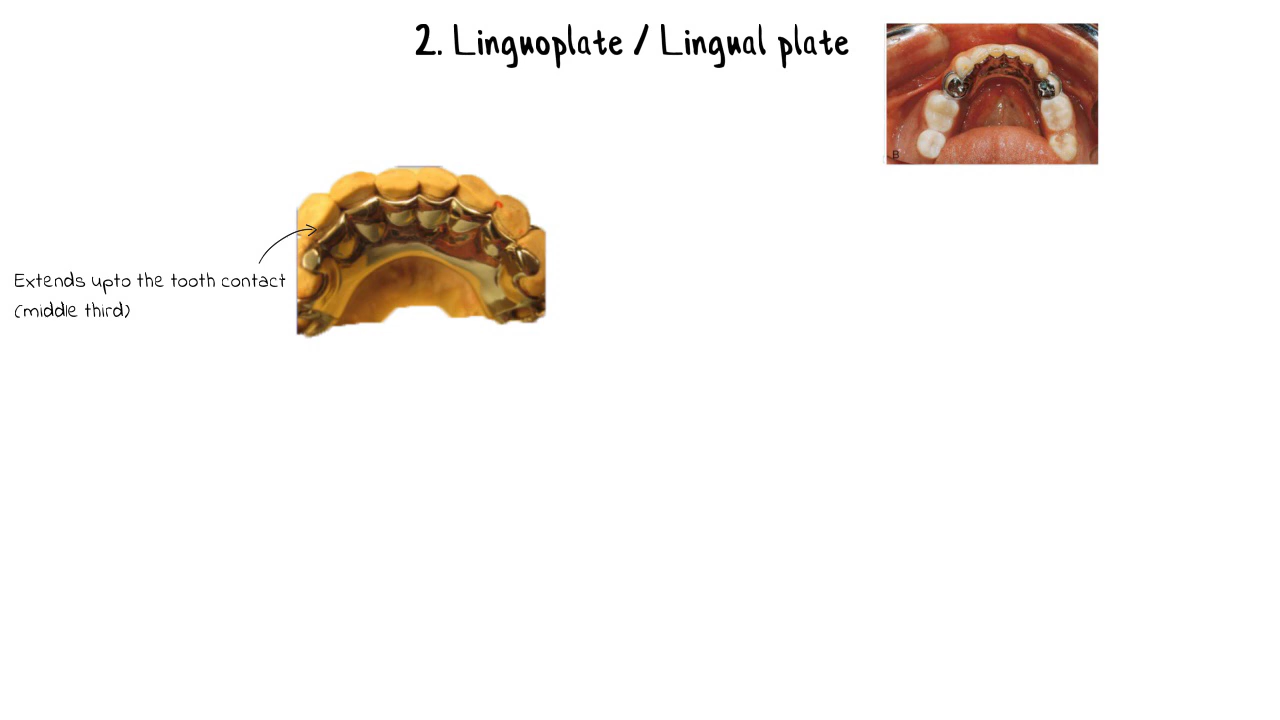 2. Linguoplate / Lingual plate
B
Extends upto the tooth contact
(middle third)